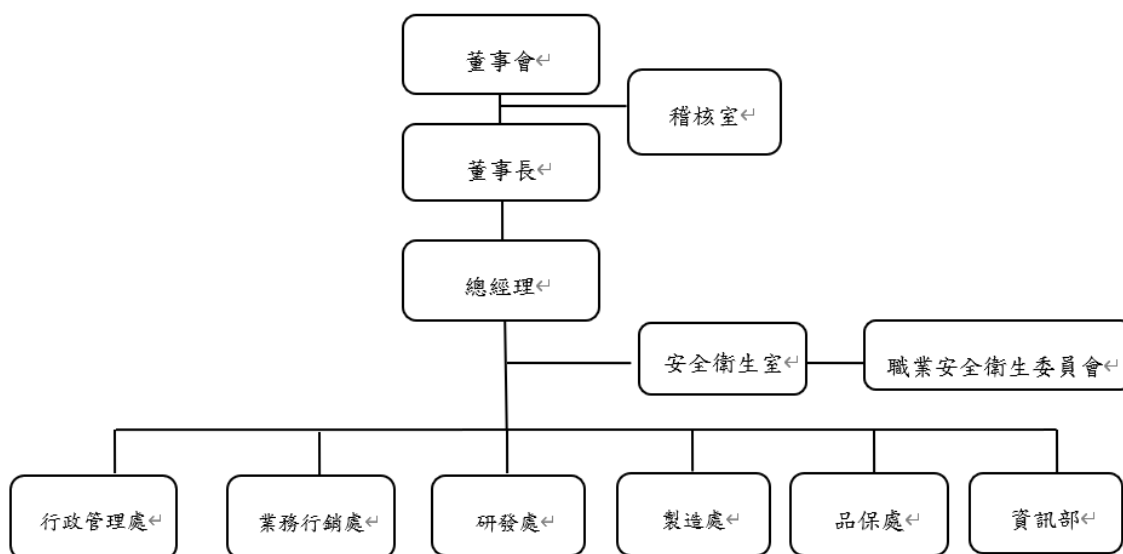 董事會
稽核室
董事長
總經理
安全衛生室
職業安全衛生委員會
行政管理處
業務行銷處
研發處
製造處
品保處
資訊部